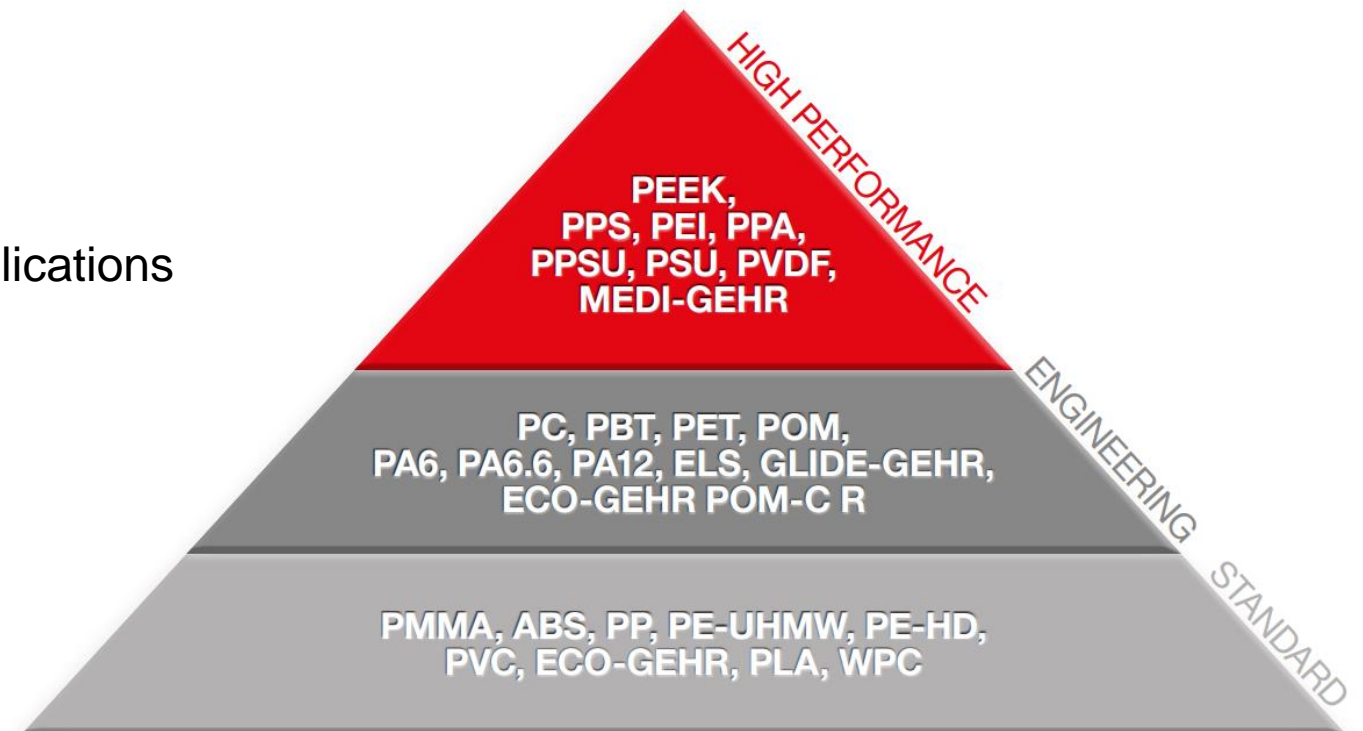 HIGH PERFORMANCE
PEEK,
PPS, PEI, PPA,
PPSU, PSU, PVDF,
MEDI-GEHR
lications
ENGINEERING
PC, PBT, PET, POM,
PA6, PA6.6, PA12, ELS, GLIDE-GEHR,
ECO-GEHR POM-C R
STANDARD
PMMA, ABS, PP, PE-UHMW, PE-HD,
PVC, ECO-GEHR, PLA, WPC